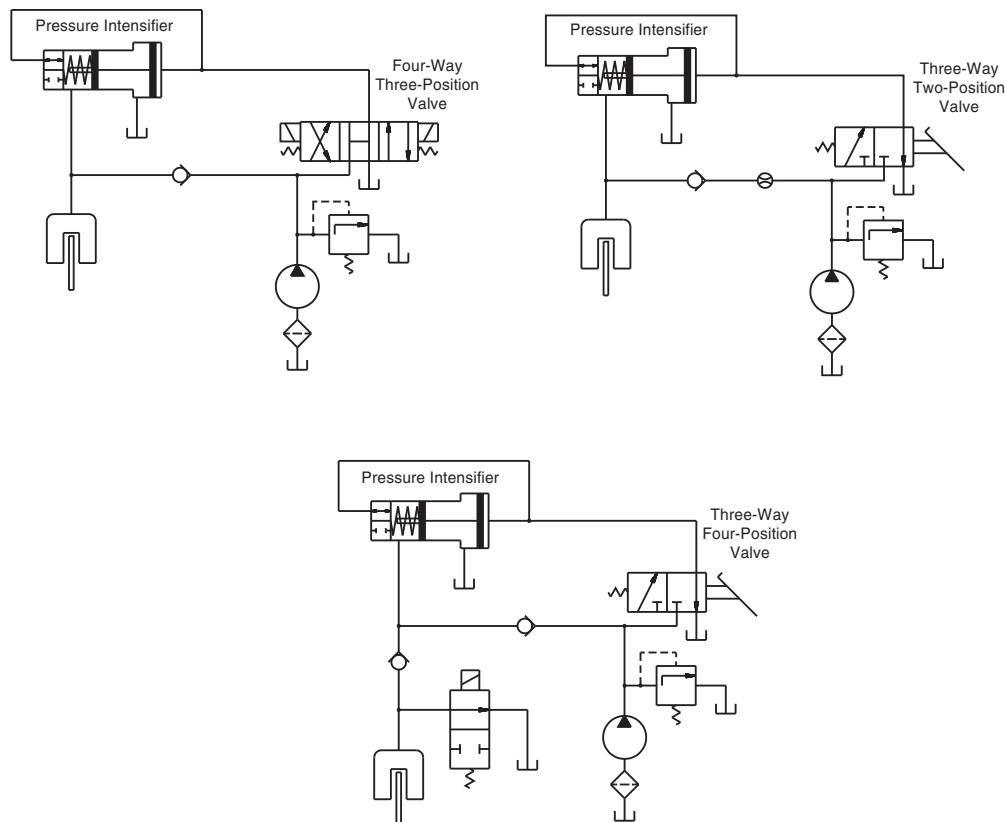 Pressure Intensifier
Four-Way
Three-Position
Valve
Pressure Intensifier
Three-Way
Two-Position
Valve
Pressure Intensifier
Three-Way
Four-Position
Valve